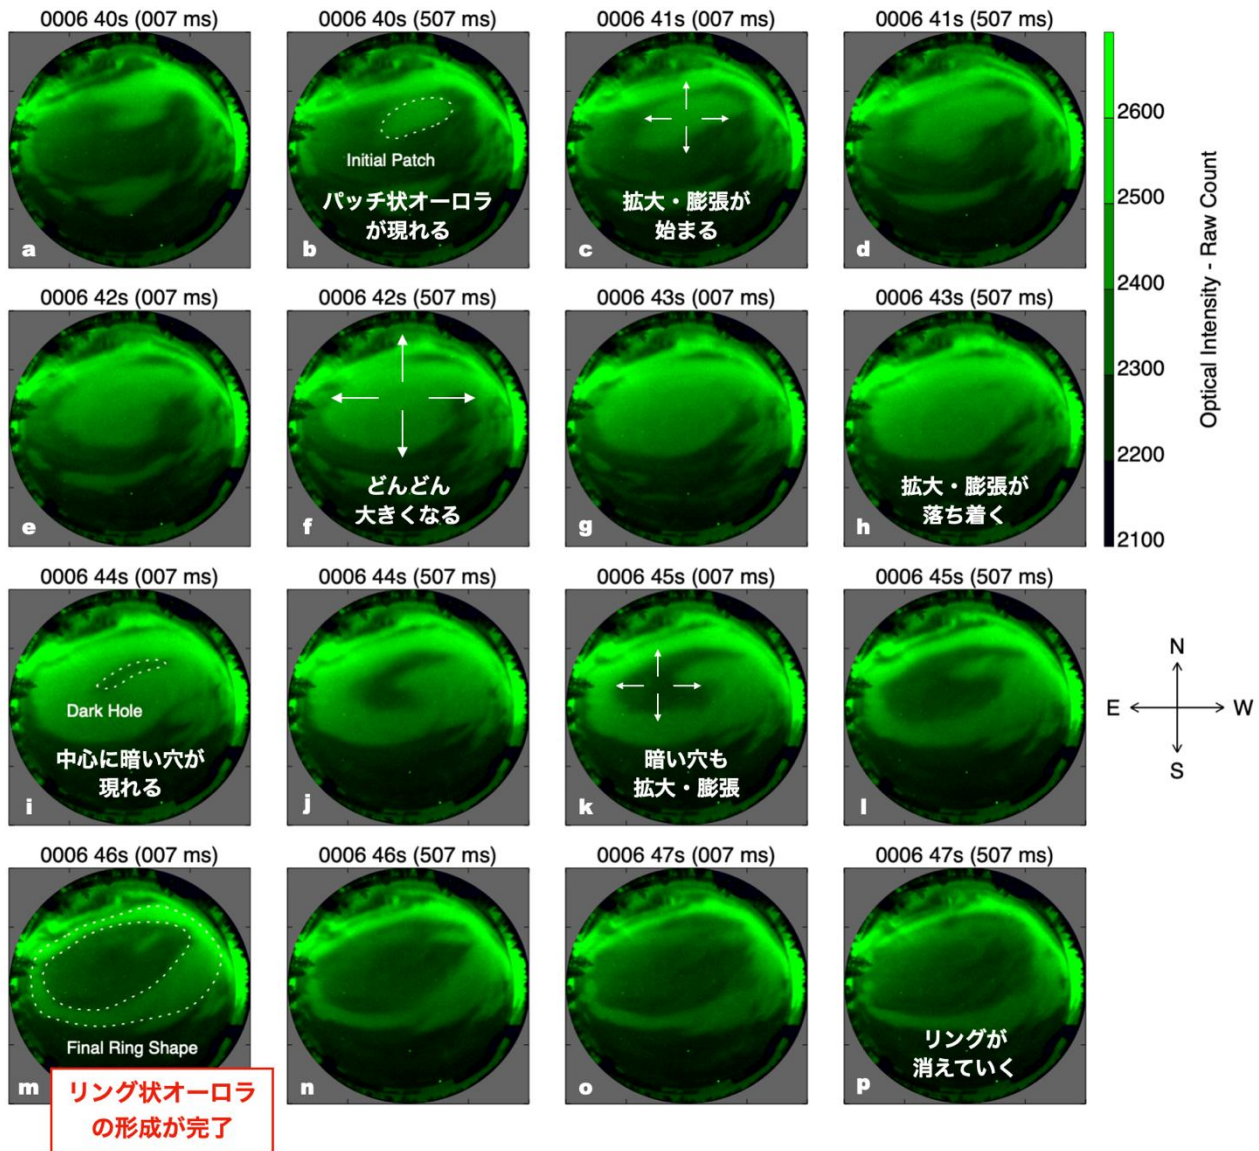 0006 40s (007 ms)
0006 40s (507 ms)
0006 41s (007 ms)
0006 41s (507 ms)
Initial Patch
パッチ状オーロラ
が現れる
拡大・膨張が
始まる
a
b
c
d
2600
2500
2400
2300
2200
2100
Optical Intensity - Raw Count
0006 42s (007 ms)
0006 42s (507 ms)
0006 43s (007 ms)
0006 43s (507 ms)
どんどん
大きくなる
拡大・膨張が
落ち着く
e
f
g
h
0006 44s (007 ms)
0006 44s (507 ms)
0006 45s (007 ms)
0006 45s (507 ms)
Dark Hole
中心に暗い穴が
現れる
暗い穴も
拡大・膨張
i
j
k
l
N
E
W
S
0006 46s (007 ms)
0006 46s (507 ms)
0006 47s (007 ms)
0006 47s (507 ms)
Final Ring Shape
リングが
消えていく
m
n
o
p
リング状オーロラ
の形成が完了